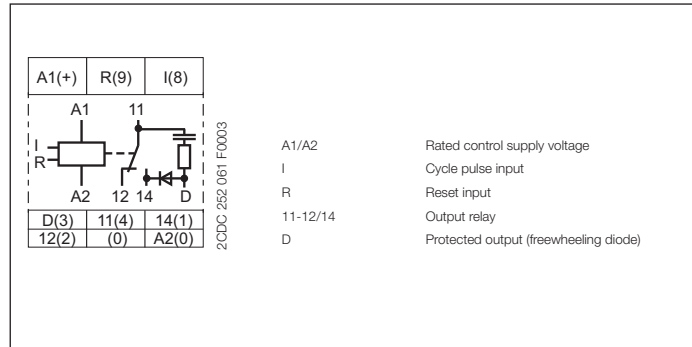 A1(+) R(9) I(8)
A1 11
I
R
A2 12 14 D
D(3) 11(4) 14(1)
12(2) (0) A2(0)
2CDC 252 061 F0003
A1/A2 Rated control supply voltage
I Cycle pulse input
R Reset input
11-12/14 Output relay
D Protected output (freewheeling diode)